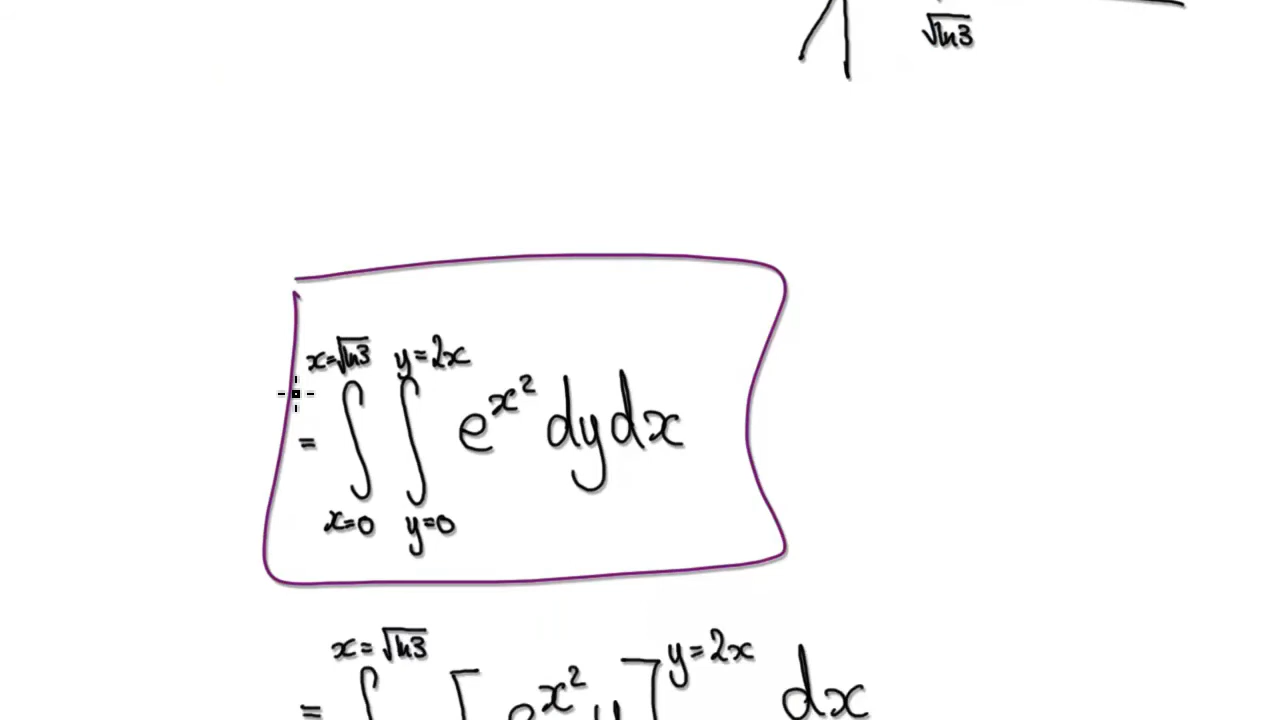 √ln3
x=√ln3 y=2x
= ∫ ∫ e^x² dy dx
x=0 y=0
x=√ln3 y=2x
= ∫ [e^x² y] dx